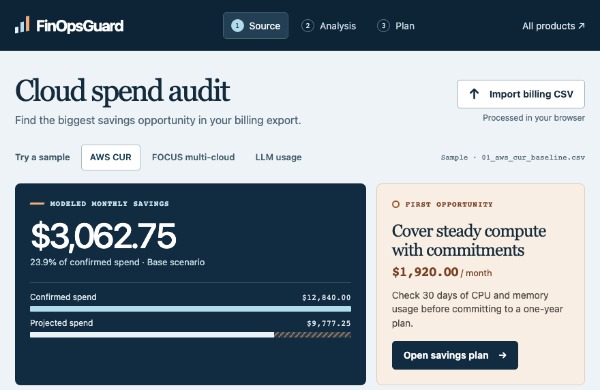 FinOpsGuard
1 Source
2 Analysis
3 Plan
All products ↗
Cloud spend audit
Find the biggest savings opportunity in your billing export.
↑ Import billing CSV
Processed in your browser
Try a sample
AWS CUR
FOCUS multi-cloud
LLM usage
Sample · 01_aws_cur_baseline.csv
MODELED MONTHLY SAVINGS
$3,062.75
23.9% of confirmed spend · Base scenario
Confirmed spend
$12,840.00
Projected spend
$9,777.25
FIRST OPPORTUNITY
Cover steady compute
with commitments
$1,920.00 / month
Check 30 days of CPU and memory
usage before committing to a one-year
plan.
Open savings plan →